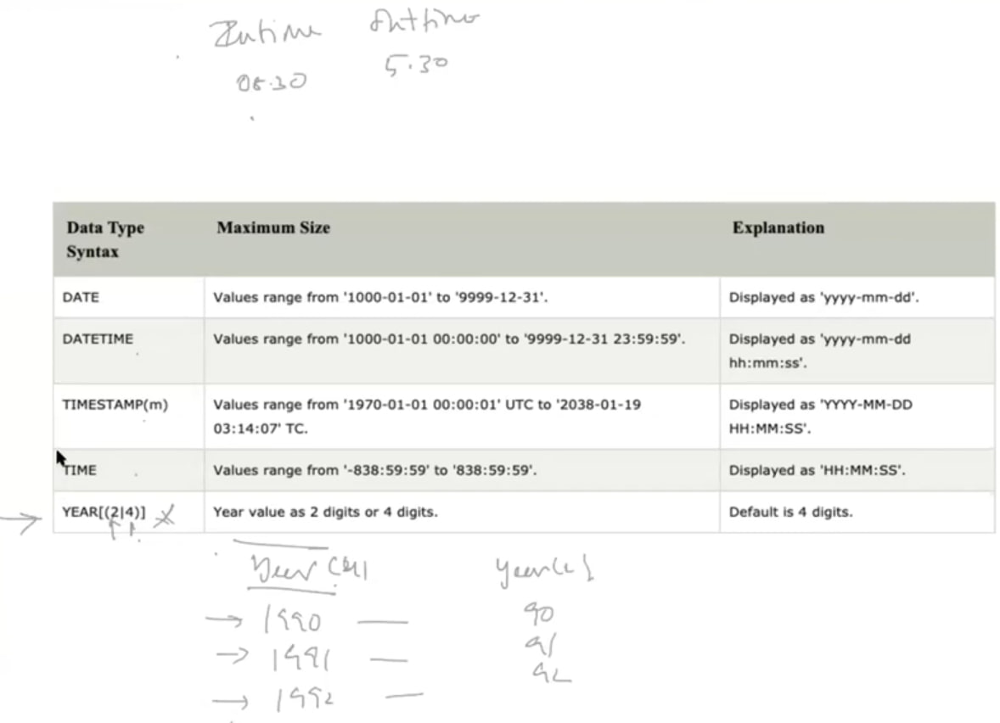 Intime Outtime
08.30 5.30
Data Type Syntax Maximum Size Explanation
DATE Values range from '1000-01-01' to '9999-12-31'. Displayed as 'yyyy-mm-dd'.
DATETIME Values range from '1000-01-01 00:00:00' to '9999-12-31 23:59:59'. Displayed as 'yyyy-mm-dd
hh:mm:ss'.
TIMESTAMP(m) Values range from '1970-01-01 00:00:01' UTC to '2038-01-19 Displayed as 'YYYY-MM-DD
03:14:07' TC. HH:MM:SS'.
TIME Values range from '-838:59:59' to '838:59:59'. Displayed as 'HH:MM:SS'.
YEAR[(2|4)] X Year value as 2 digits or 4 digits. Default is 4 digits.
Year (4) Year(2)
→ 1990 — 90
→ 1991 — 91
→ 1992 — 92